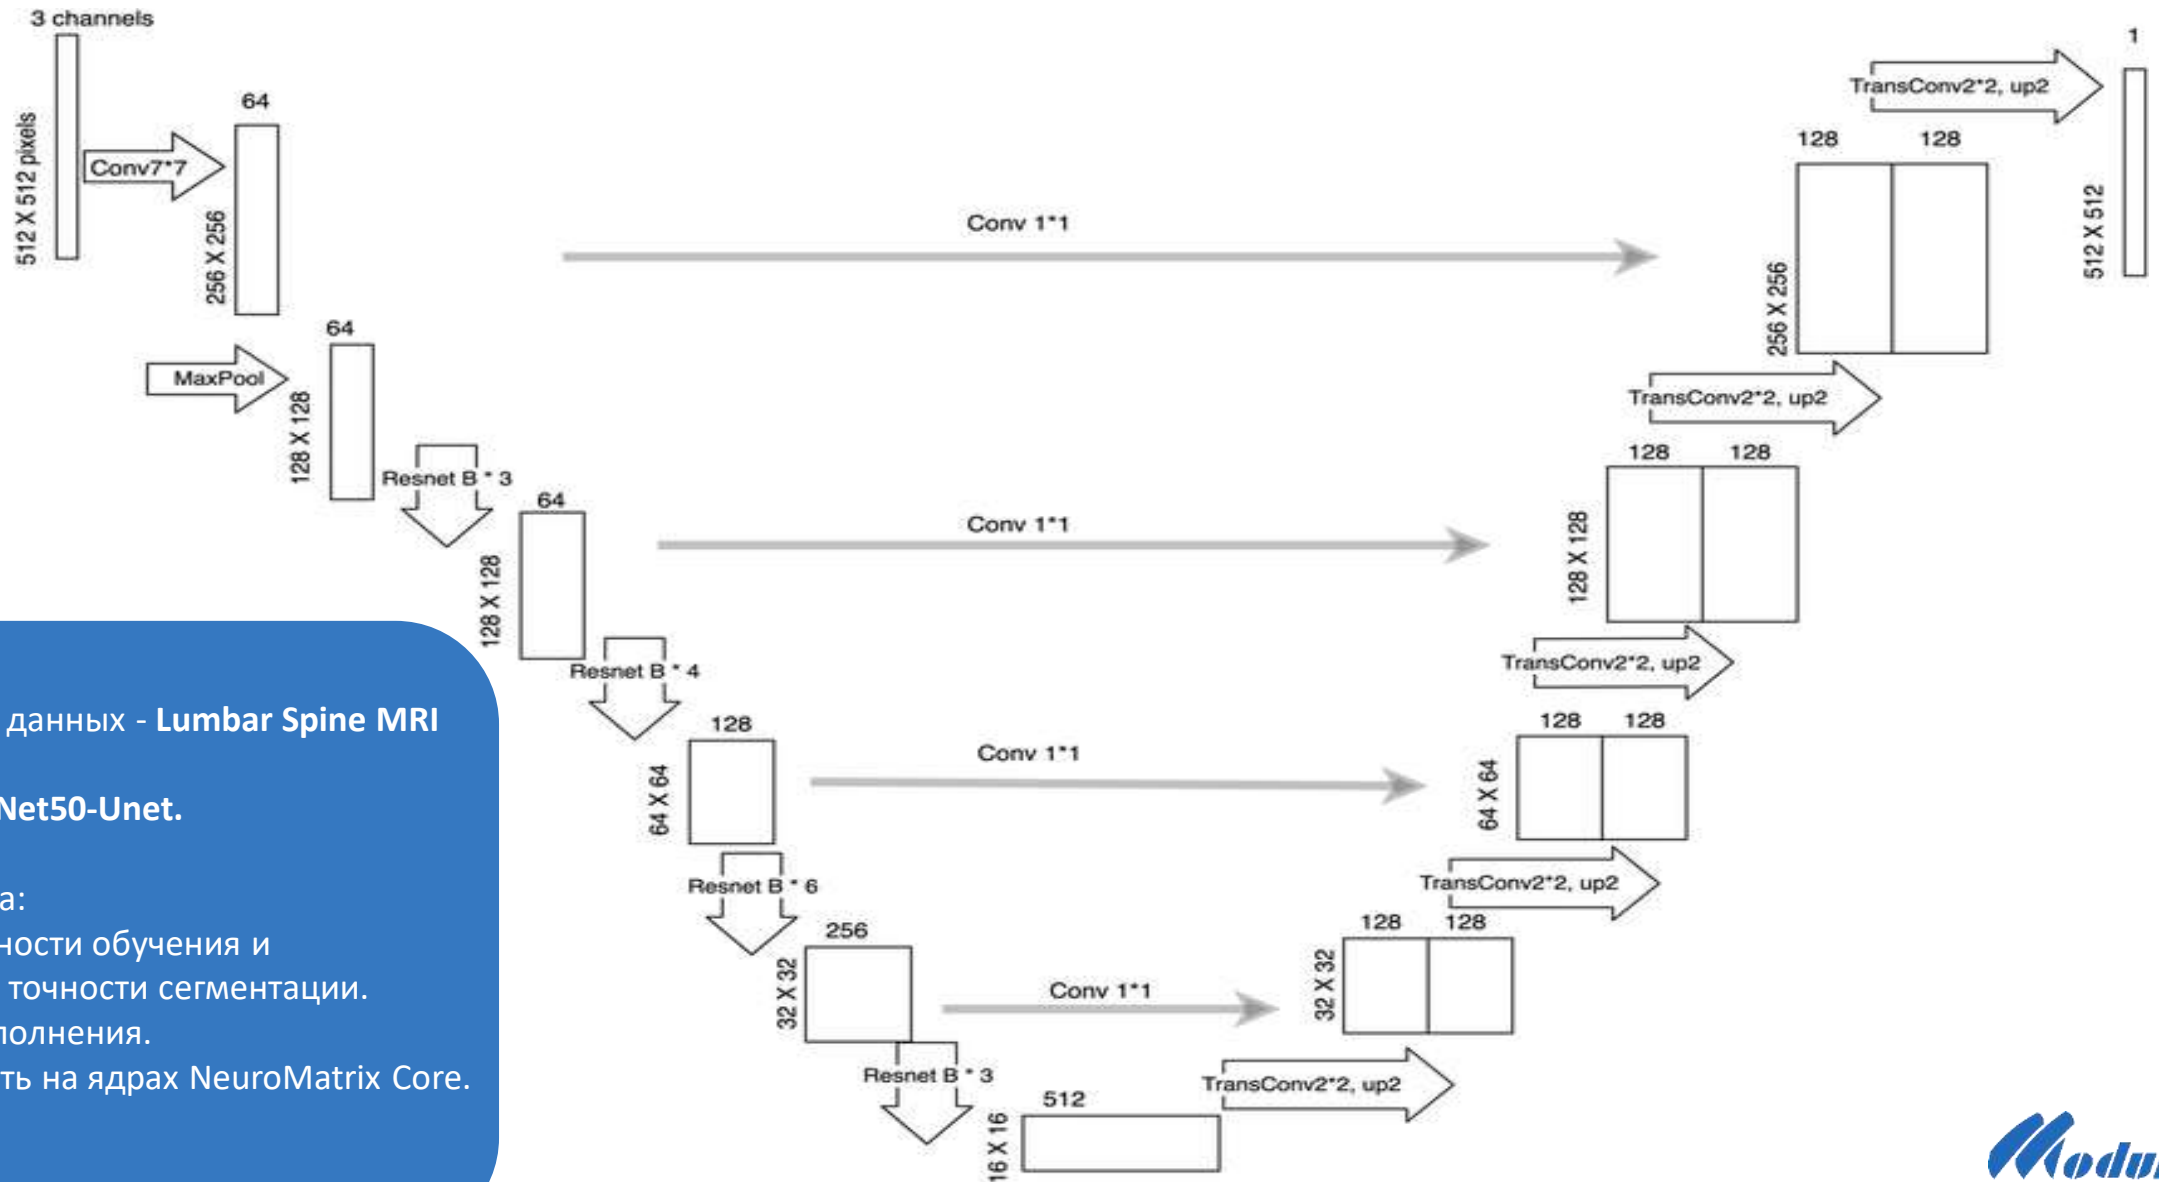 3 channels
512 X 512 pixels
Conv7*7
64
256 X 256
MaxPool
64
128 X 128
Resnet B * 3
64
128 X 128
Resnet B * 4
128
64 X 64
Resnet B * 6
256
32 X 32
Resnet B * 3
512
16 X 16
Conv 1*1
Conv 1*1
Conv 1*1
Conv 1*1
TransConv2*2, up2
128 128
32 X 32
TransConv2*2, up2
128 128
64 X 64
TransConv2*2, up2
128 128
128 X 128
TransConv2*2, up2
128 128
256 X 256
TransConv2*2, up2
1
512 X 512
данных - Lumbar Spine MRI
Net50-Unet.
а:
ности обучения и
точности сегментации.
полнения.
ть на ядрах NeuroMatrix Core.